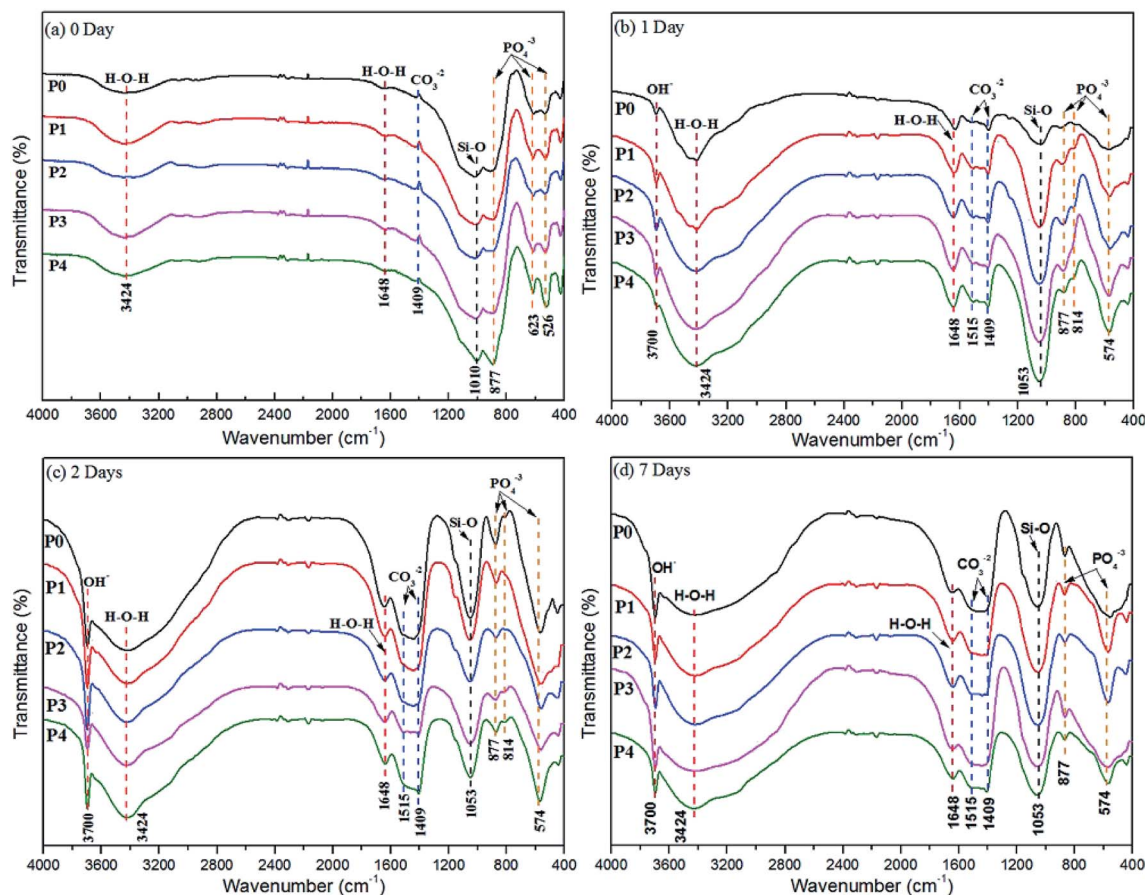 (a) 0 Day
PO₄⁻³
H-O-H
H-O-H
CO₃⁻²
P0
P1
Si-O
P2
P3
P4
3424
1648
1409
1010
877
623
526
4000 3600 3200 2800 2400 2000 1600 1200 800 400
Wavenumber (cm⁻¹)
Transmittance (%)
(b) 1 Day
OH⁻
CO₃⁻²
PO₄⁻³
P0
H-O-H
H-O-H
Si-O
P1
P2
P3
P4
3700
3424
1648
1515
1409
1053
877
814
574
4000 3600 3200 2800 2400 2000 1600 1200 800 400
Wavenumber (cm⁻¹)
Transmittance (%)
(c) 2 Days
PO₄⁻³
Si-O
P0
P1
OH⁻
CO₃⁻²
H-O-H
H-O-H
P2
P3
P4
3700
3424
1648
1515
1409
1053
877
814
574
4000 3600 3200 2800 2400 2000 1600 1200 800 400
Wavenumber (cm⁻¹)
Transmittance (%)
(d) 7 Days
Si-O
P0
OH⁻
CO₃⁻²
PO₄⁻³
H-O-H
P1
H-O-H
P2
P3
P4
3700
3424
1648
1515
1409
1053
877
574
4000 3600 3200 2800 2400 2000 1600 1200 800 400
Wavenumber (cm⁻¹)
Transmittance (%)